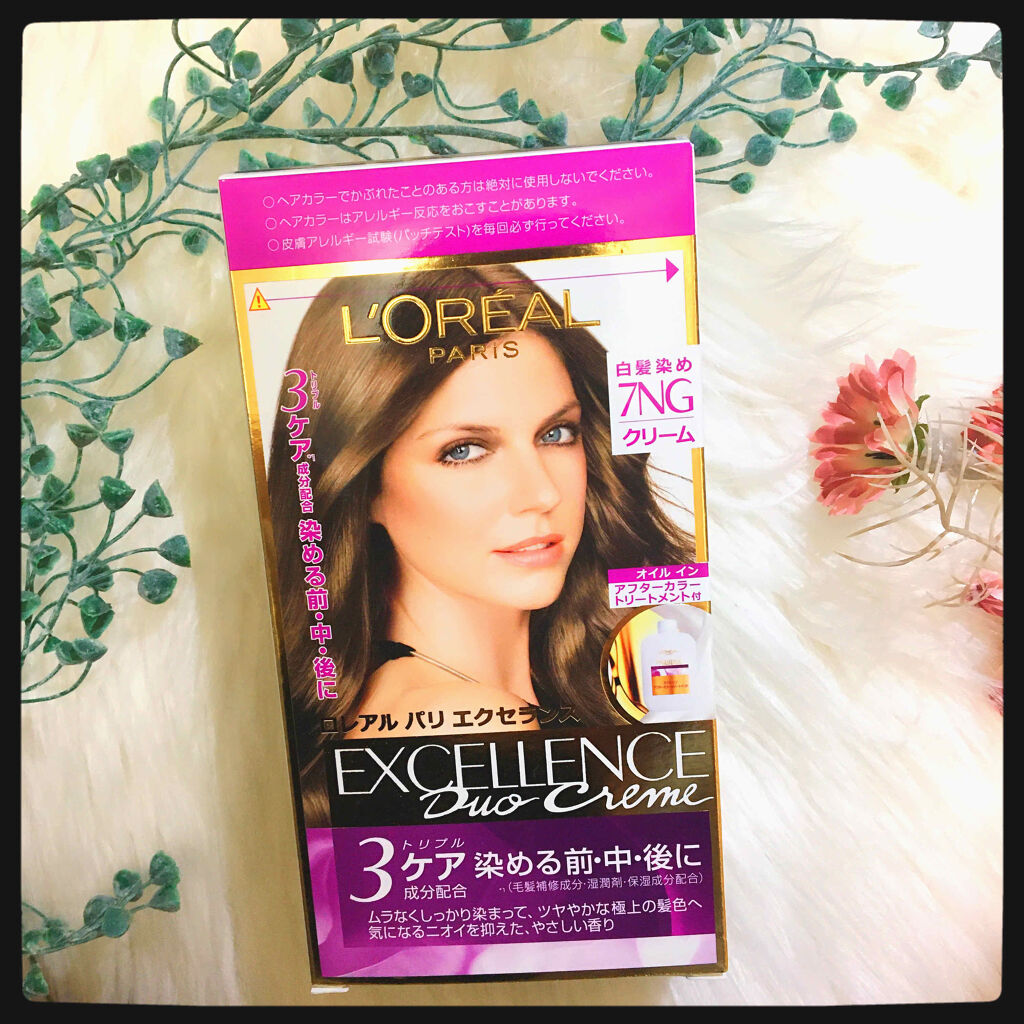 ○ヘアカラーでかぶれたことのある方は絶対に使用しないでください。
○ヘアカラーはアレルギー反応をおこすことがあります。
○皮膚アレルギー試験(パッチテスト)を毎回必ず行ってください。
L'ORÉAL
PARIS
白髪染め
7NG
クリーム
トリプル
3ケア*1成分配合 染める前・中・後に
オイル イン
アフターカラー
トリートメント付
ロレアル パリ エクセランス
EXCELLENCE
Duo Creme
トリプル
3ケア 染める前・中・後に
成分配合
*1(毛髪補修成分・湿潤剤・保湿成分配合)
ムラなくしっかり染まって、ツヤやかな極上の髪色へ
気になるニオイを抑えた、やさしい香り